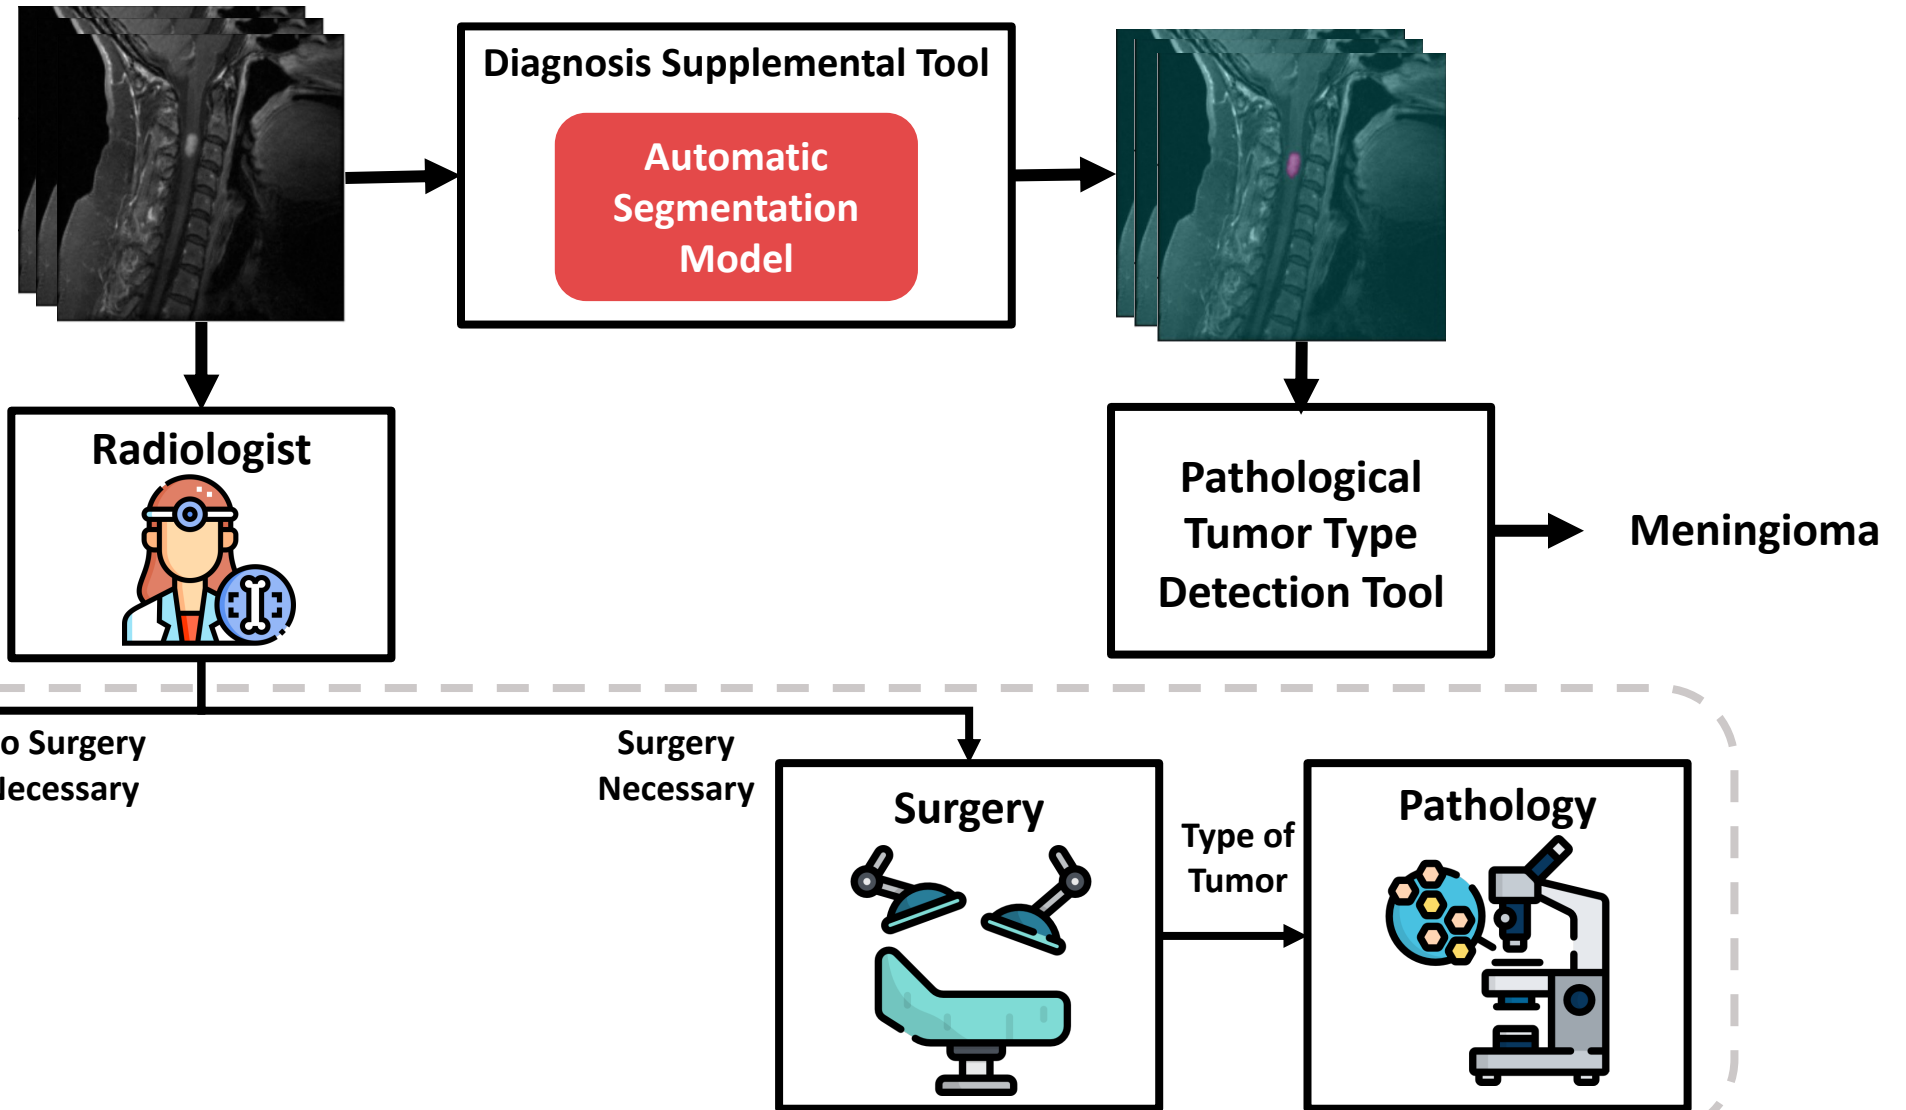 Diagnosis Supplemental Tool
Automatic
Segmentation
Model
Radiologist
Pathological
Tumor Type
Detection Tool
Meningioma
o Surgery
Necessary
Surgery
Necessary
Surgery
Type of
Tumor
Pathology